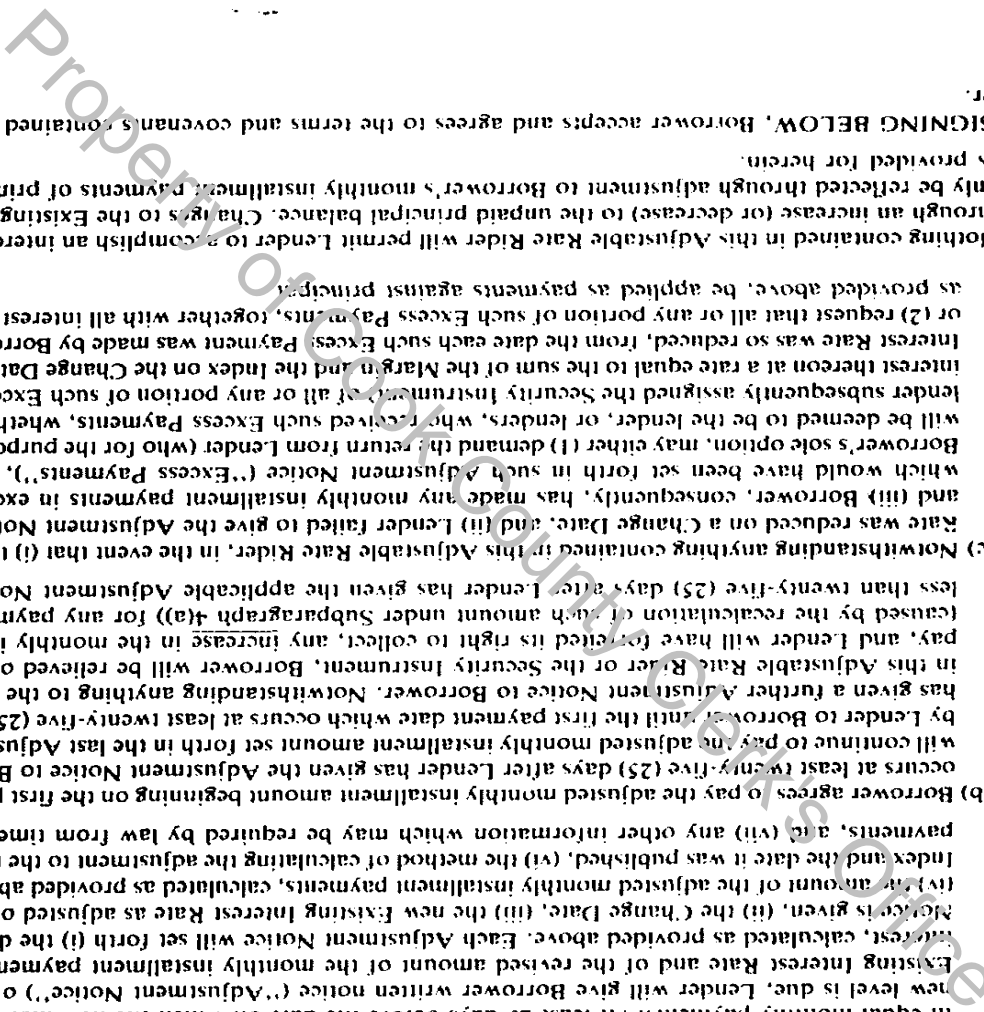 new level is due, Lender will give Borrower written notice ("Adjustment Notice") o
Existing Interest Rate and of the revised amount of the monthly installment paymen
interest, calculated as provided above. Each Adjustment Notice will set forth (i) the d
Notice is given, (ii) the Change Date, (iii) the new Existing Interest Rate as adjusted o
(iv) the amount of the adjusted monthly installment payments, calculated as provided ab
Index and the date it was published, (vi) the method of calculating the adjustment to the
payments, and (vii) any other information which may be required by law from time
b) Borrower agrees to pay the adjusted monthly installment amount beginning on the first p
occurs at least twenty-five (25) days after Lender has given the Adjustment Notice to B
will continue to pay the adjusted monthly installment amount set forth in the last Adjus
by Lender to Borrower until the first payment date which occurs at least twenty-five (25
has given a further Adjustment Notice to Borrower. Notwithstanding anything to the
in this Adjustable Rate Rider or the Security Instrument, Borrower will be relieved o
pay, and Lender will have forfeited its right to collect, any increase in the monthly i
(caused by the recalculation of such amount under Subparagraph 4(a)) for any paym
less than twenty-five (25) days after Lender has given the applicable Adjustment No
c) Notwithstanding anything contained in this Adjustable Rate Rider, in the event that (i) t
Rate was reduced on a Change Date, and (ii) Lender failed to give the Adjustment Not
and (iii) Borrower, consequently, has made any monthly installment payments in exc
which would have been set forth in such Adjustment Notice ("Excess Payments"),
Borrower's sole option, may either (1) demand the return from Lender (who for the purpo
will be deemed to be the lender, or lenders, who received such Excess Payments, wheth
lender subsequently assigned the Security Instrument) of all or any portion of such Exce
interest thereon at a rate equal to the sum of the Margin and the Index on the Change Dat
Interest Rate was so reduced, from the date each such Excess Payment was made by Borro
or (2) request that all or any portion of such Excess Payments, together with all interest
as provided above, be applied as payments against principal.
Nothing contained in this Adjustable Rate Rider will permit Lender to accomplish an intere
rough an increase (or decrease) to the unpaid principal balance. Changes to the Existing
nly be reflected through adjustment to Borrower's monthly installment payments of prin
s provided for herein.
SIGNING BELOW, Borrower accepts and agrees to the terms and covenants contained
er.
Property of Cook County Clerk's Office